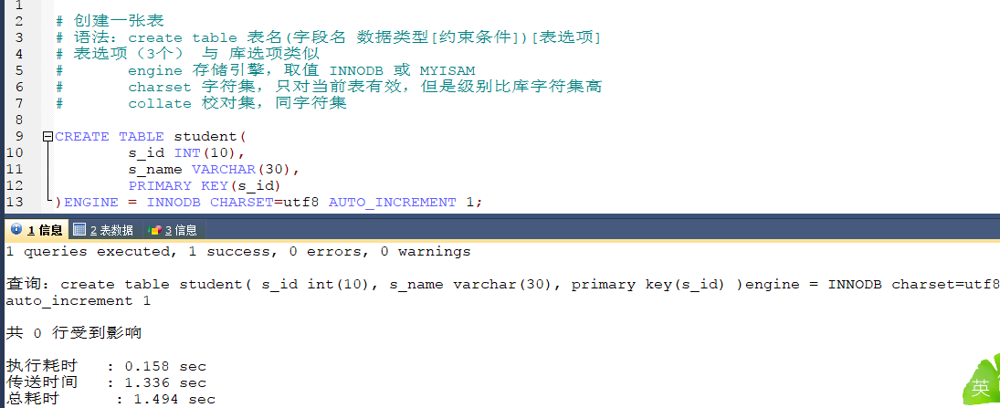 1
2 # 创建一张表
3 # 语法：create table 表名(字段名 数据类型[约束条件])[表选项]
4 # 表选项（3个） 与 库选项类似
5 # engine 存储引擎，取值 INNODB 或 MYISAM
6 # charset 字符集，只对当前表有效，但是级别比库字符集高
7 # collate 校对集，同字符集
8
9 CREATE TABLE student(
10 s_id INT(10),
11 s_name VARCHAR(30),
12 PRIMARY KEY(s_id)
13 )ENGINE = INNODB CHARSET=utf8 AUTO_INCREMENT 1;
1 信息 2 表数据 3 信息
1 queries executed, 1 success, 0 errors, 0 warnings
查询：create table student( s_id int(10), s_name varchar(30), primary key(s_id) )engine = INNODB charset=utf8
auto_increment 1
共 0 行受到影响
执行耗时 : 0.158 sec
传送时间 : 1.336 sec
总耗时 : 1.494 sec
英